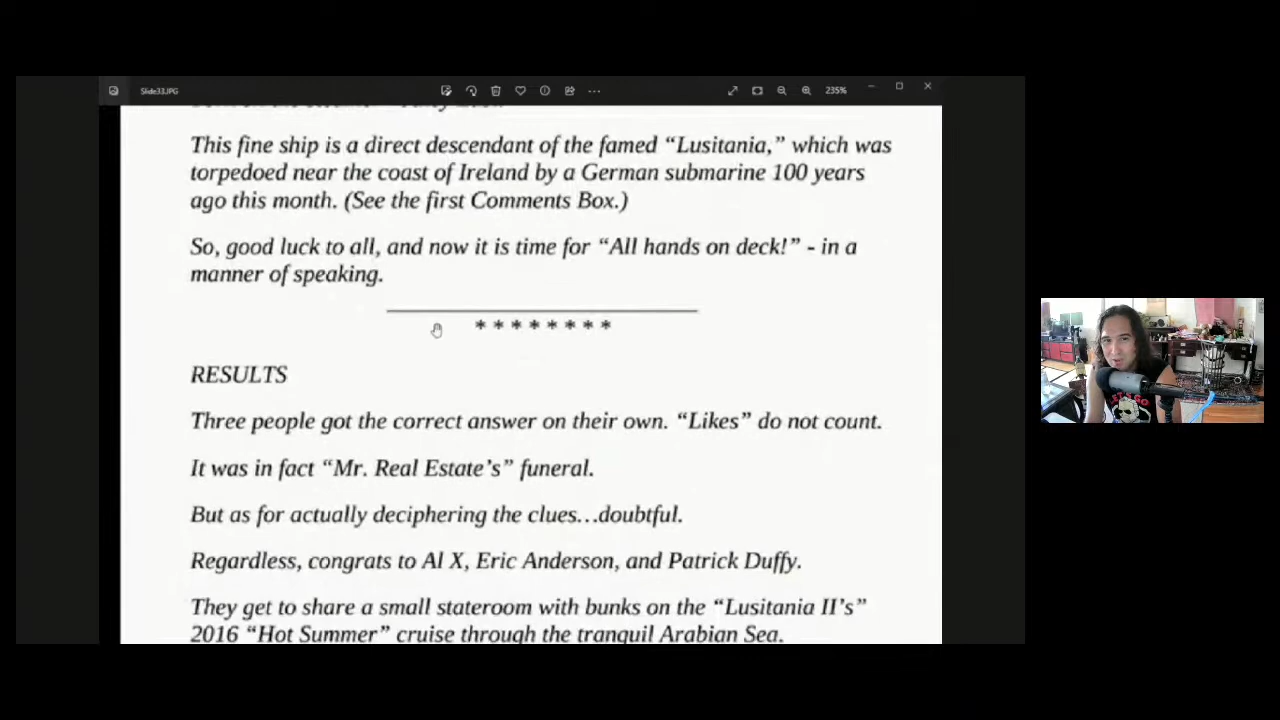 Slide33.JPG
235%
This fine ship is a direct descendant of the famed “Lusitania,” which was
torpedoed near the coast of Ireland by a German submarine 100 years
ago this month. (See the first Comments Box.)
So, good luck to all, and now it is time for “All hands on deck!” - in a
manner of speaking.
* * * * * * * *
RESULTS
Three people got the correct answer on their own. “Likes” do not count.
It was in fact “Mr. Real Estate’s” funeral.
But as for actually deciphering the clues…doubtful.
Regardless, congrats to Al X, Eric Anderson, and Patrick Duffy.
They get to share a small stateroom with bunks on the “Lusitania II’s”
2016 “Hot Summer” cruise through the tranquil Arabian Sea.